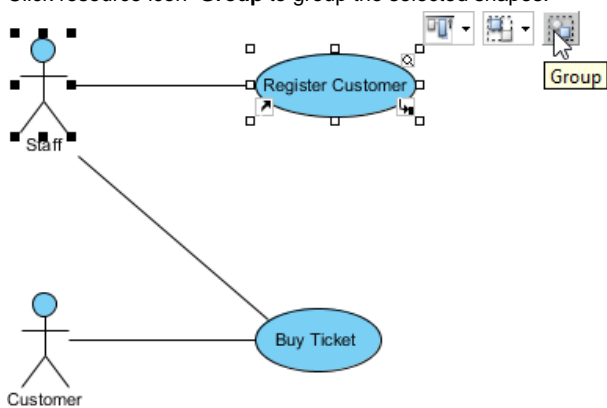 Click resource icon "Group to group the selected shapes.
Group
Register Customer
Staff
Buy Ticket
Customer